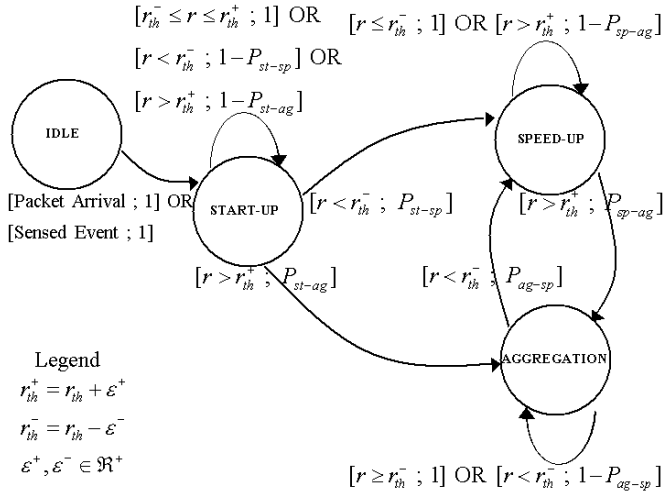 [r_th^- ≤ r ≤ r_th^+ ; 1] OR
[r < r_th^- ; 1−P_st−sp] OR
[r > r_th^+ ; 1−P_st−ag]
[r ≤ r_th^- ; 1] OR [r > r_th^+ ; 1−P_sp−ag]
IDLE
SPEED-UP
[Packet Arrival ; 1] OR
[Sensed Event ; 1]
START-UP
[r < r_th^- ; P_st−sp]
[r > r_th^+ ; P_sp−ag]
[r > r_th^+ ; P_st−ag]
[r < r_th^- ; P_ag−sp]
AGGREGATION
Legend
r_th^+ = r_th + ε^+
r_th^- = r_th − ε^-
ε^+, ε^- ∈ ℜ^+
[r ≥ r_th^- ; 1] OR [r < r_th^- ; 1−P_ag−sp]